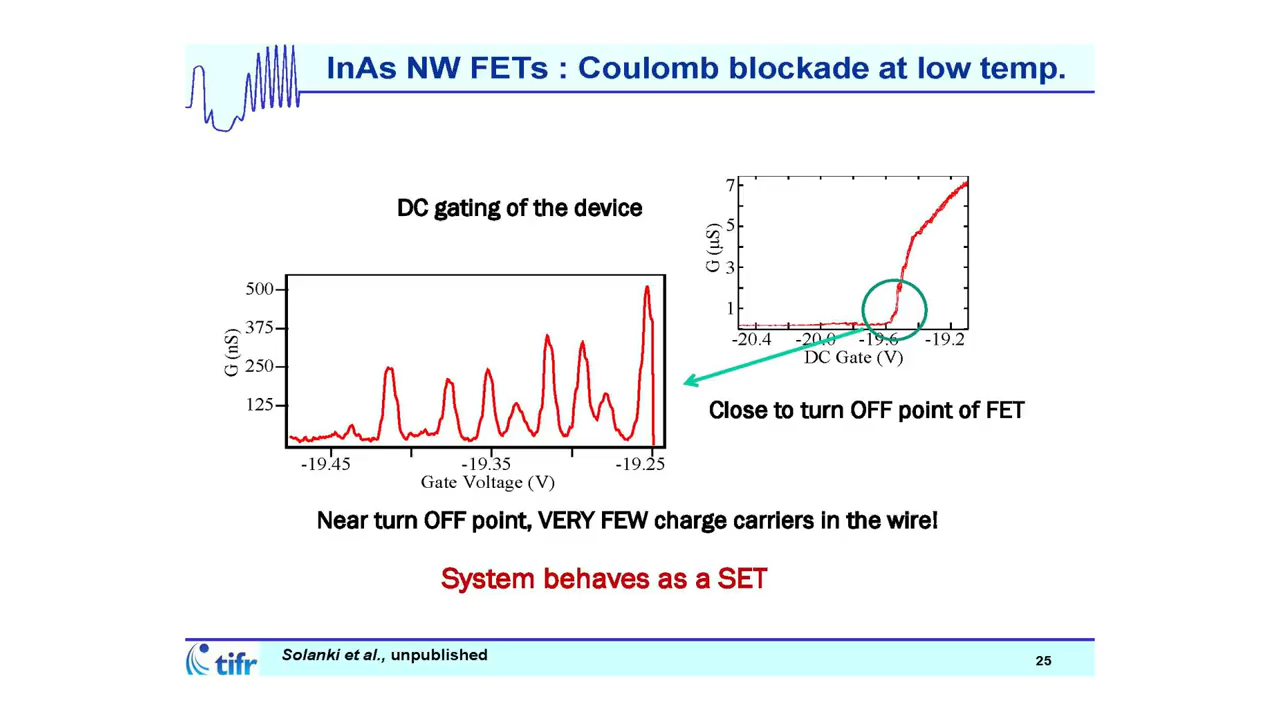 InAs NW FETs : Coulomb blockade at low temp.
DC gating of the device
500
375
250
125
G (nS)
-19.45
-19.35
-19.25
Gate Voltage (V)
7
5
3
1
G (µS)
-20.4
-20.0
-19.6
-19.2
DC Gate (V)
Close to turn OFF point of FET
Near turn OFF point, VERY FEW charge carriers in the wire!
System behaves as a SET
tifr
Solanki et al., unpublished
25